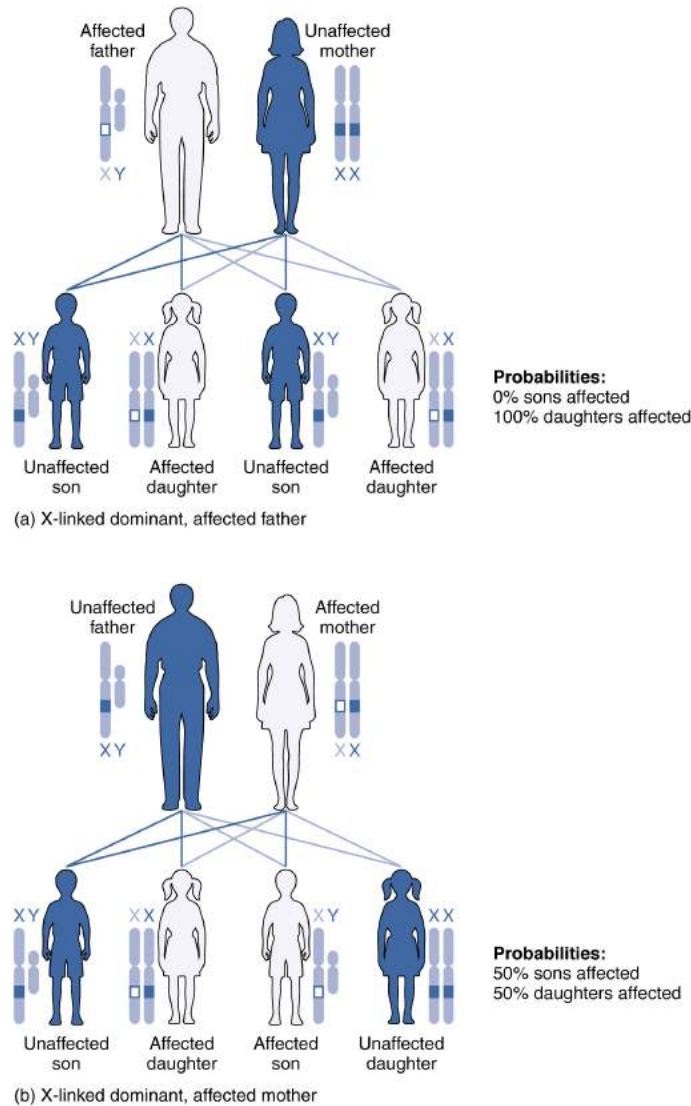 Affected
father
Unaffected
mother
X Y
X X
X Y
X X
X Y
X X
Unaffected
son
Affected
daughter
Unaffected
son
Affected
daughter
Probabilities:
0% sons affected
100% daughters affected
(a) X-linked dominant, affected father
Unaffected
father
Affected
mother
X Y
X X
X Y
X X
X Y
X X
Unaffected
son
Affected
daughter
Affected
son
Unaffected
daughter
Probabilities:
50% sons affected
50% daughters affected
(b) X-linked dominant, affected mother